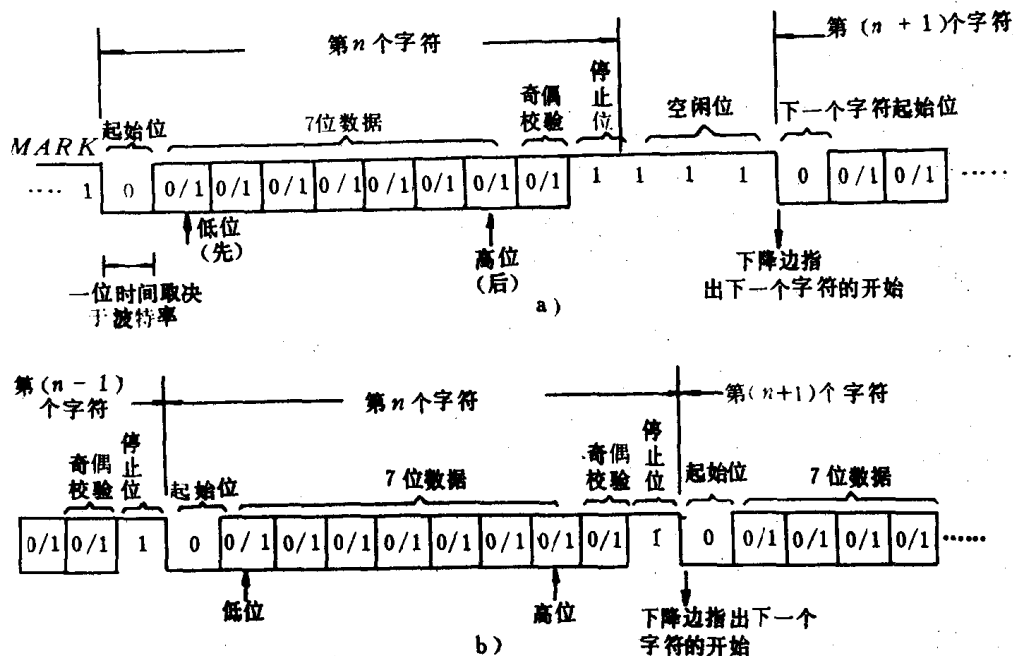 第n个字符
第（n + 1)个字符
MARK
起始位
7位数据
奇偶
校验
停
止
位
空闲位
下一个字符起始位
···· 1 0 0/1 0/1 0/1 0/1 0/1 0/1 0/1 0/1 1 1 1 1 0 0/1 0/1 ·····
低位
（先）
高位
（后）
下降边指
出下一个字符的开始
一位时间取决
于波特率
a）
第(n - 1)
个字符
第n个字符
第(n+1)个字符
奇偶
校验
停
止
位
起始位
7位数据
奇偶
校验
停
止
位
起始位
7位数据
0/1 0/1 1 0 0/1 0/1 0/1 0/1 0/1 0/1 0/1 0/1 1 0 0/1 0/1 0/1 0/1 ······
低位
高位
下降边指出下一个
字符的开始
b）